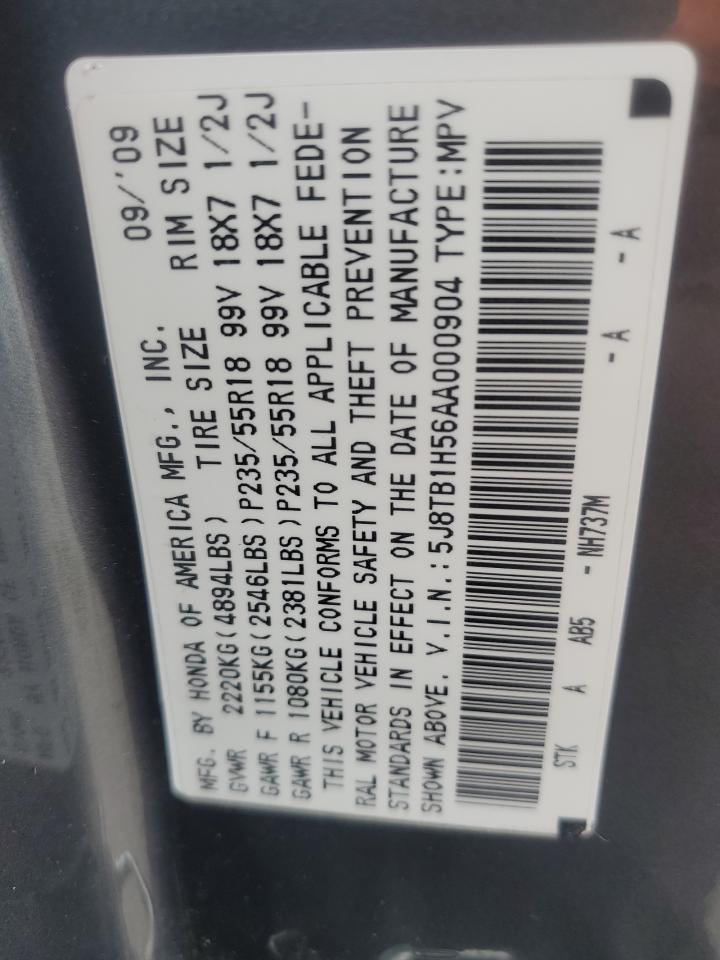 MFG. BY HONDA OF AMERICA MFG., INC. 09/'09
GVWR 2220KG(4894LBS) TIRE SIZE RIM SIZE
GAWR F 1155KG(2546LBS)P235/55R18 99V 18X7 1/2J
GAWR R 1080KG(2381LBS)P235/55R18 99V 18X7 1/2J
THIS VEHICLE CONFORMS TO ALL APPLICABLE FEDE-
RAL MOTOR VEHICLE SAFETY AND THEFT PREVENTION
STANDARDS IN EFFECT ON THE DATE OF MANUFACTURE
SHOWN ABOVE. V.I.N.:5J8TB1H56AA000904 TYPE:MPV
STK A AB5 - NH737M - A - A